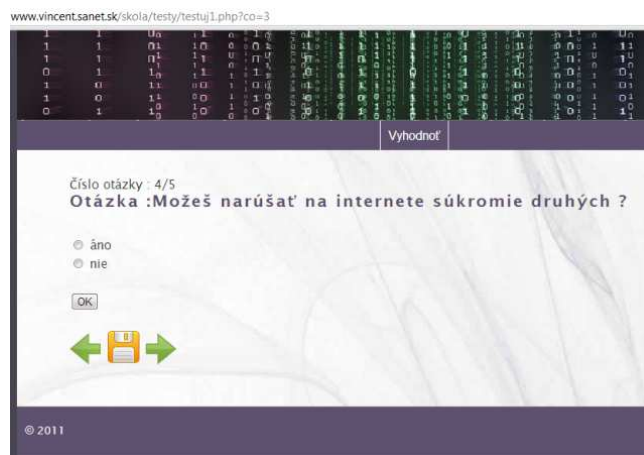 www.vincent.sanet.sk/skola/testy/testuj1.php?co=3
Vyhodnoť
Číslo otázky : 4/5
Otázka :Možeš narúšať na internete súkromie druhých ?
áno
nie
OK
© 2011